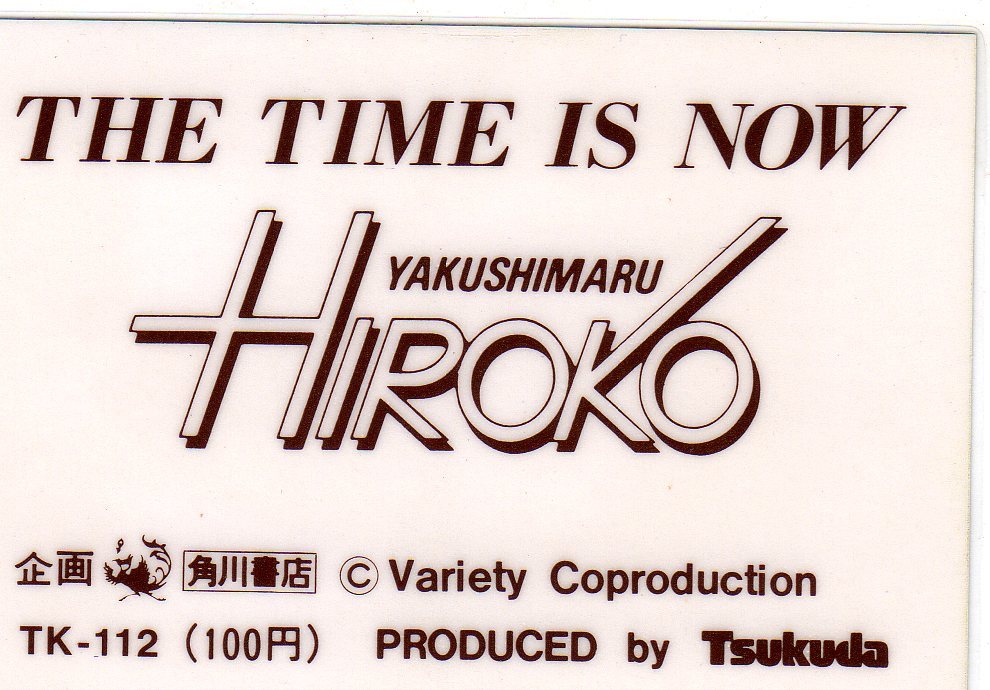 THE TIME IS NOW
YAKUSHIMARU
HIROKO
企画 角川書店 © Variety Coproduction
TK-112 (100円) PRODUCED by Tsukuda